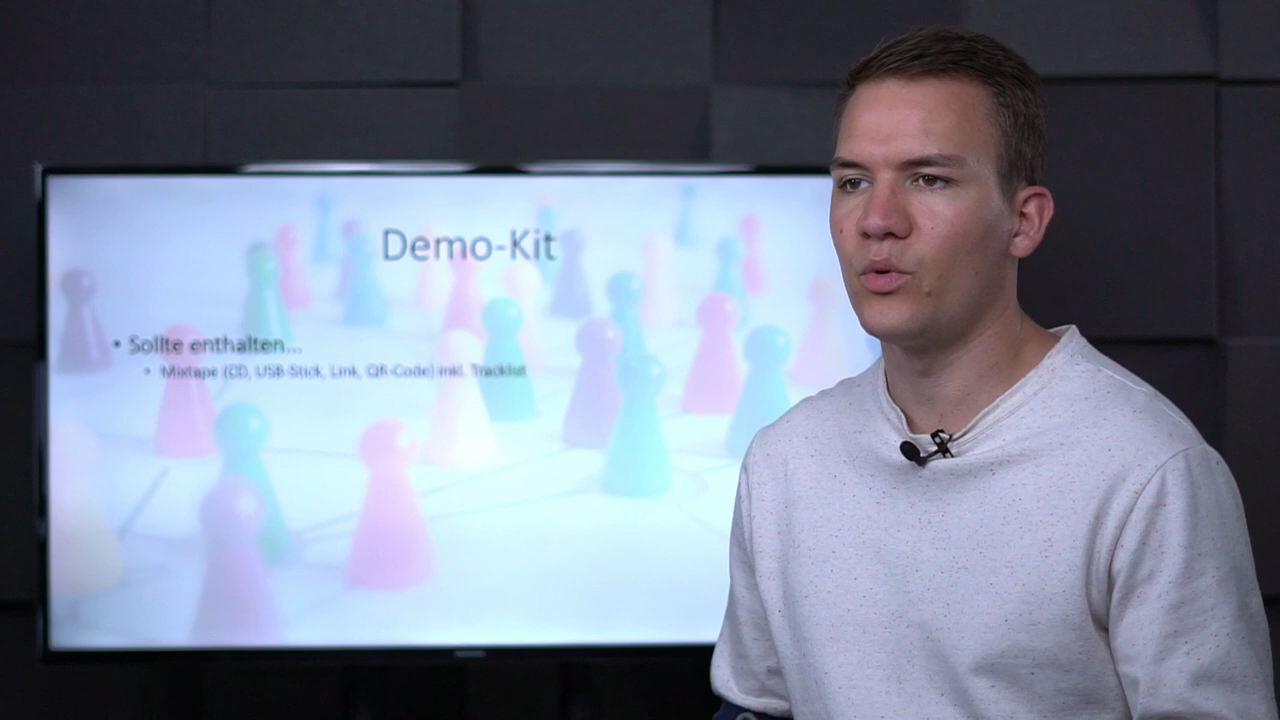 Demo-Kit
• Sollte enthalten...
• Mixtape (CD, USB-Stick, Link, QR-Code) inkl. Tracklist